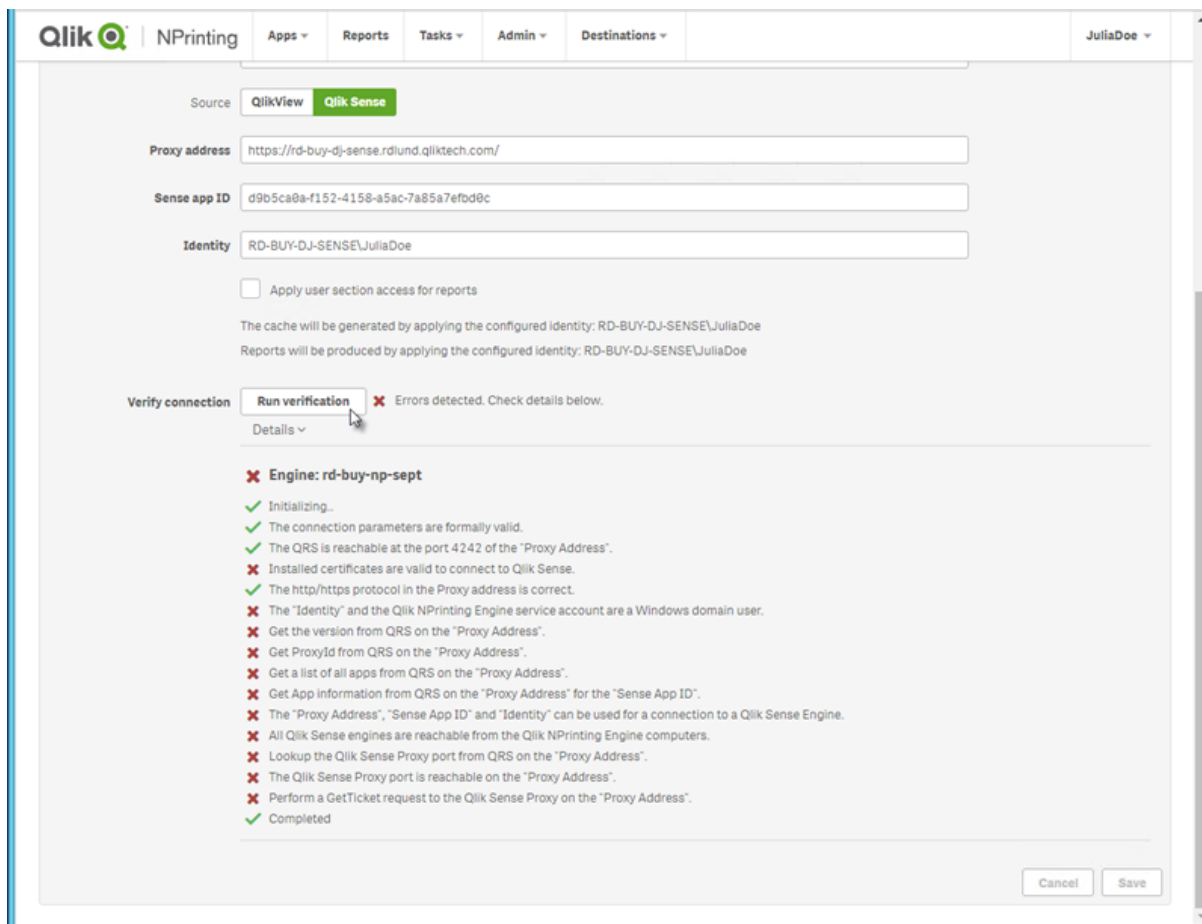 Qlik NPrinting Apps Reports Tasks Admin Destinations JuliaDoe
Source QlikView Qlik Sense
Proxy address https://rd-buy-dj-sense.rdlund.qliktech.com/
Sense app ID d9b5ca0a-f152-4158-a5ac-7a85a7efbd0c
Identity RD-BUY-DJ-SENSE\JuliaDoe
Apply user section access for reports
The cache will be generated by applying the configured identity: RD-BUY-DJ-SENSE\JuliaDoe
Reports will be produced by applying the configured identity: RD-BUY-DJ-SENSE\JuliaDoe
Verify connection Run verification Errors detected. Check details below.
Details
Engine: rd-buy-np-sept
Initializing..
The connection parameters are formally valid.
The QRS is reachable at the port 4242 of the "Proxy Address".
Installed certificates are valid to connect to Qlik Sense.
The http/https protocol in the Proxy address is correct.
The "Identity" and the Qlik NPrinting Engine service account are a Windows domain user.
Get the version from QRS on the "Proxy Address".
Get ProxyId from QRS on the "Proxy Address".
Get a list of all apps from QRS on the "Proxy Address".
Get App information from QRS on the "Proxy Address" for the "Sense App ID".
The "Proxy Address", "Sense App ID" and "Identity" can be used for a connection to a Qlik Sense Engine.
All Qlik Sense engines are reachable from the Qlik NPrinting Engine computers.
Lookup the Qlik Sense Proxy port from QRS on the "Proxy Address".
The Qlik Sense Proxy port is reachable on the "Proxy Address".
Perform a GetTicket request to the Qlik Sense Proxy on the "Proxy Address".
Completed
Cancel Save